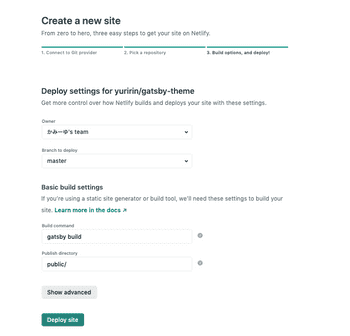 Create a new site
From zero to hero, three easy steps to get your site on Netlify.
1. Connect to Git provider
2. Pick a repository
3. Build options, and deploy!
Deploy settings for yuririn/gatsby-theme
Get more control over how Netlify builds and deploys your site with these settings.
Owner
かみーゆ's team
Branch to deploy
master
Basic build settings
If you're using a static site generator or build tool, we'll need these settings to build your
site. Learn more in the docs ↗
Build command
gatsby build
Publish directory
public/
Show advanced
Deploy site